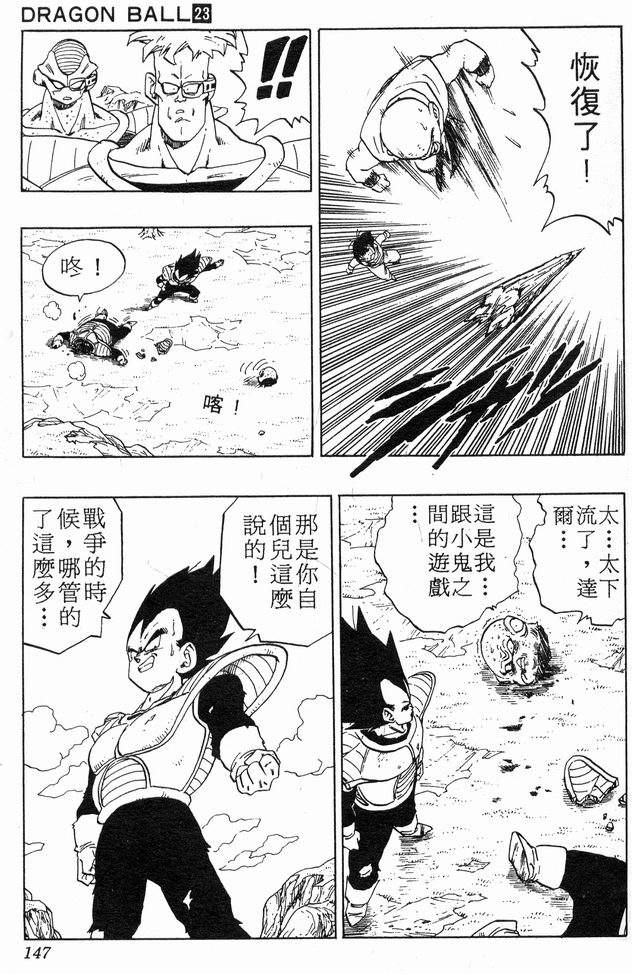 DRAGON BALL 23
恢復了！
!!
咚！
喀！
太…太下
流了，達
爾…
這是我…
跟小鬼之
間的遊戲
…
那是你自
個兒這麼
說的！
戰爭的時
候，哪管的
了這麼多…
147